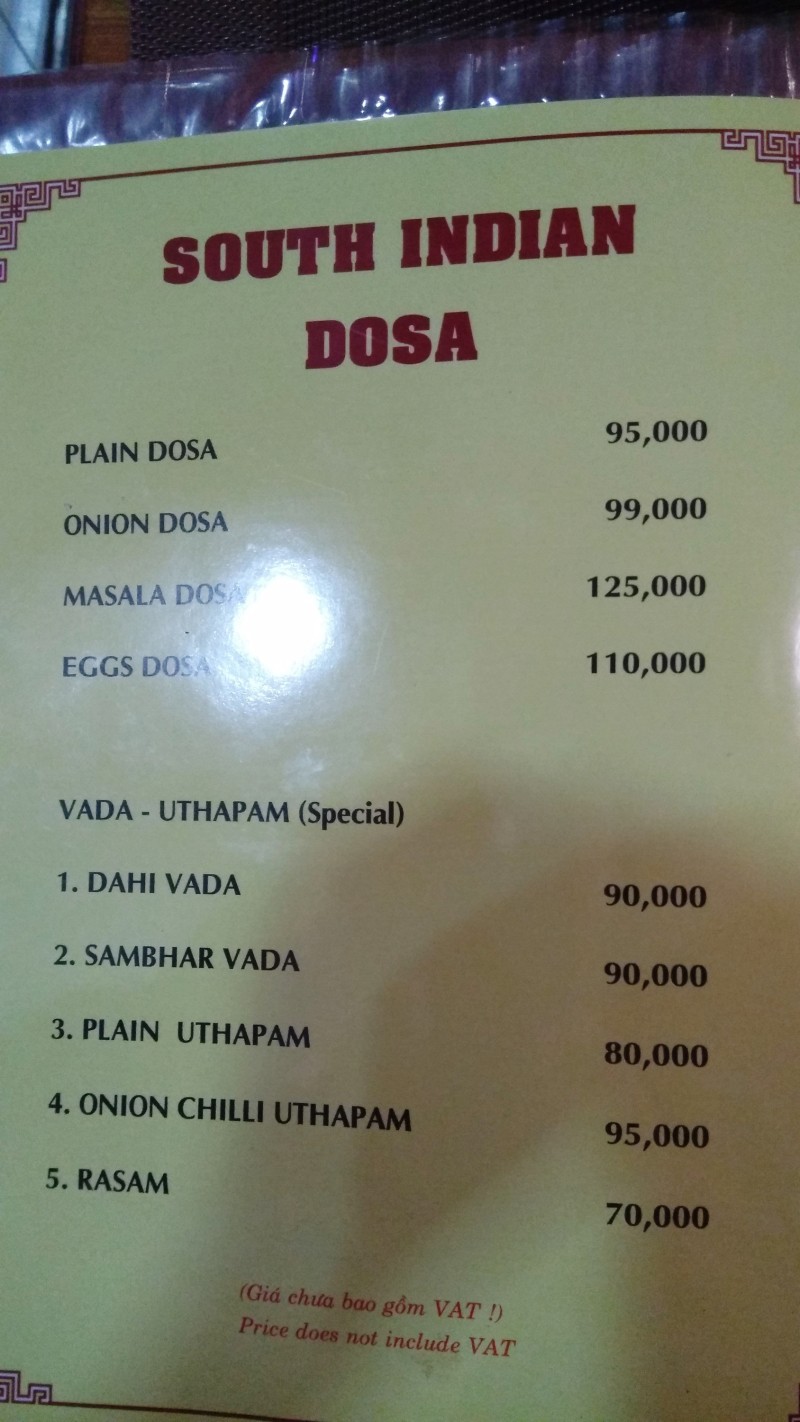 SOUTH INDIAN
DOSA
PLAIN DOSA 95,000
ONION DOSA 99,000
MASALA DOSA 125,000
EGGS DOSA 110,000
VADA - UTHAPAM (Special)
1. DAHI VADA 90,000
2. SAMBHAR VADA 90,000
3. PLAIN UTHAPAM 80,000
4. ONION CHILLI UTHAPAM 95,000
5. RASAM 70,000
(Giá chưa bao gồm VAT !)
Price does not include VAT